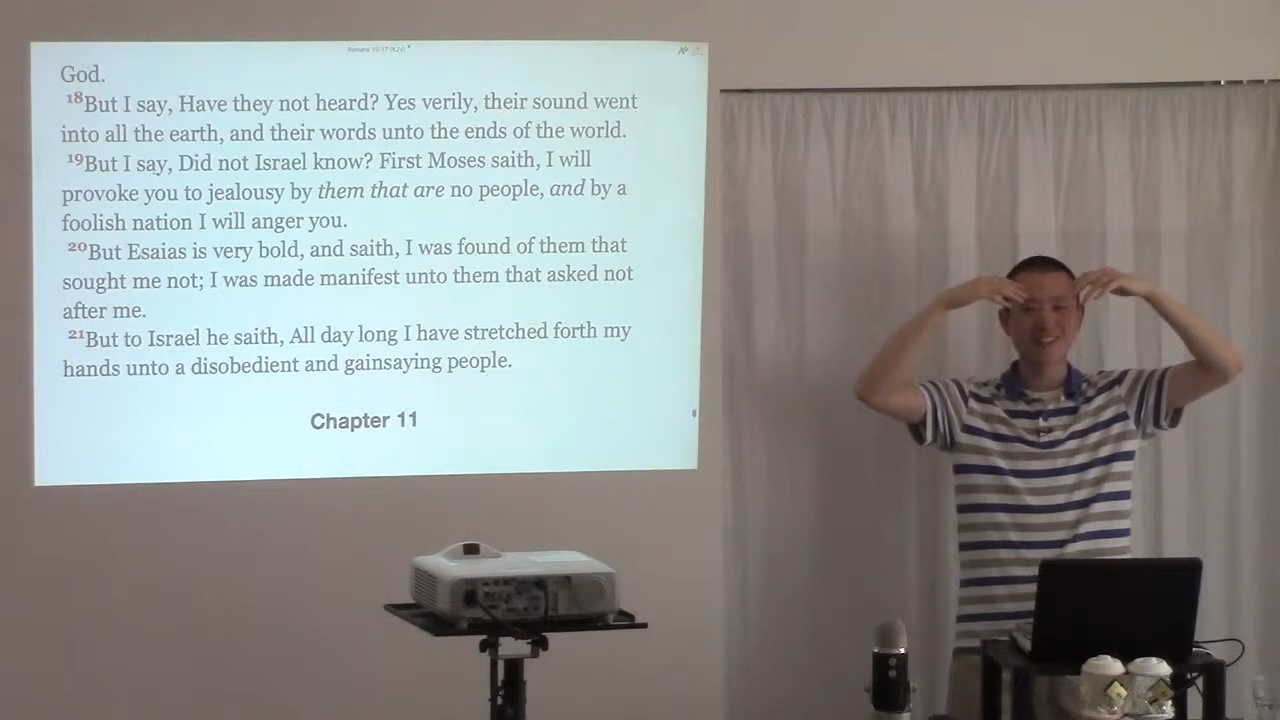 Romans 10:17 (KJV)
God.
18But I say, Have they not heard? Yes verily, their sound went
into all the earth, and their words unto the ends of the world.
19But I say, Did not Israel know? First Moses saith, I will
provoke you to jealousy by them that are no people, and by a
foolish nation I will anger you.
20But Esaias is very bold, and saith, I was found of them that
sought me not; I was made manifest unto them that asked not
after me.
21But to Israel he saith, All day long I have stretched forth my
hands unto a disobedient and gainsaying people.
Chapter 11